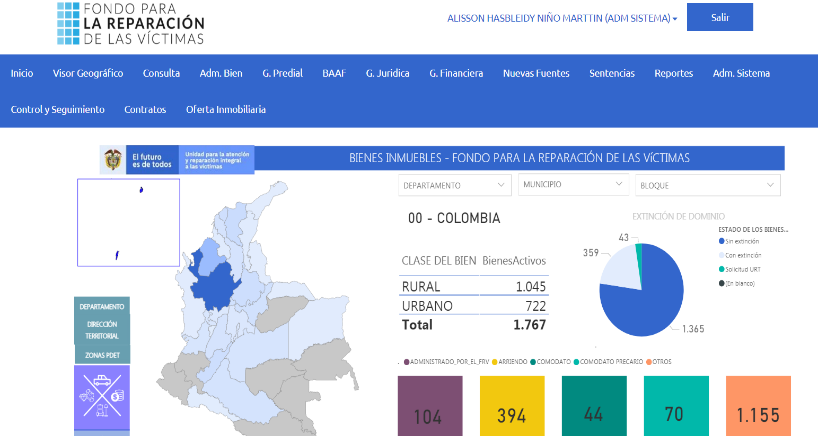 FONDO PARA
LA REPARACIÓN
DE LAS VÍCTIMAS
ALISSON HASBLEIDY NIÑO MARTTIN (ADM SISTEMA)
Salir
Inicio Visor Geográfico Consulta Adm. Bien G. Predial BAAF G. Juridica G. Financiera Nuevas Fuentes Sentencias Reportes Adm. Sistema
Control y Seguimiento Contratos Oferta Inmobiliaria
El futuro
es de todos
Unidad para la atención
y reparación integral
a las víctimas
BIENES INMUEBLES - FONDO PARA LA REPARACIÓN DE LAS VÍCTIMAS
DEPARTAMENTO
MUNICIPIO
BLOQUE
00 - COLOMBIA
CLASE DEL BIEN BienesActivos
RURAL 1.045
URBANO 722
Total 1.767
EXTINCIÓN DE DOMINIO
43
359
1.365
ESTADO DE LOS BIENES...
Sin extinción
Con extinción
Solicitud URT
(En blanco)
DEPARTAMENTO
DIRECCIÓN
TERRITORIAL
ZONAS PDET
ADMINISTRADO_POR_EL_FRV ARRIENDO COMODATO COMODATO PRECARIO OTROS
104 394 44 70 1.155